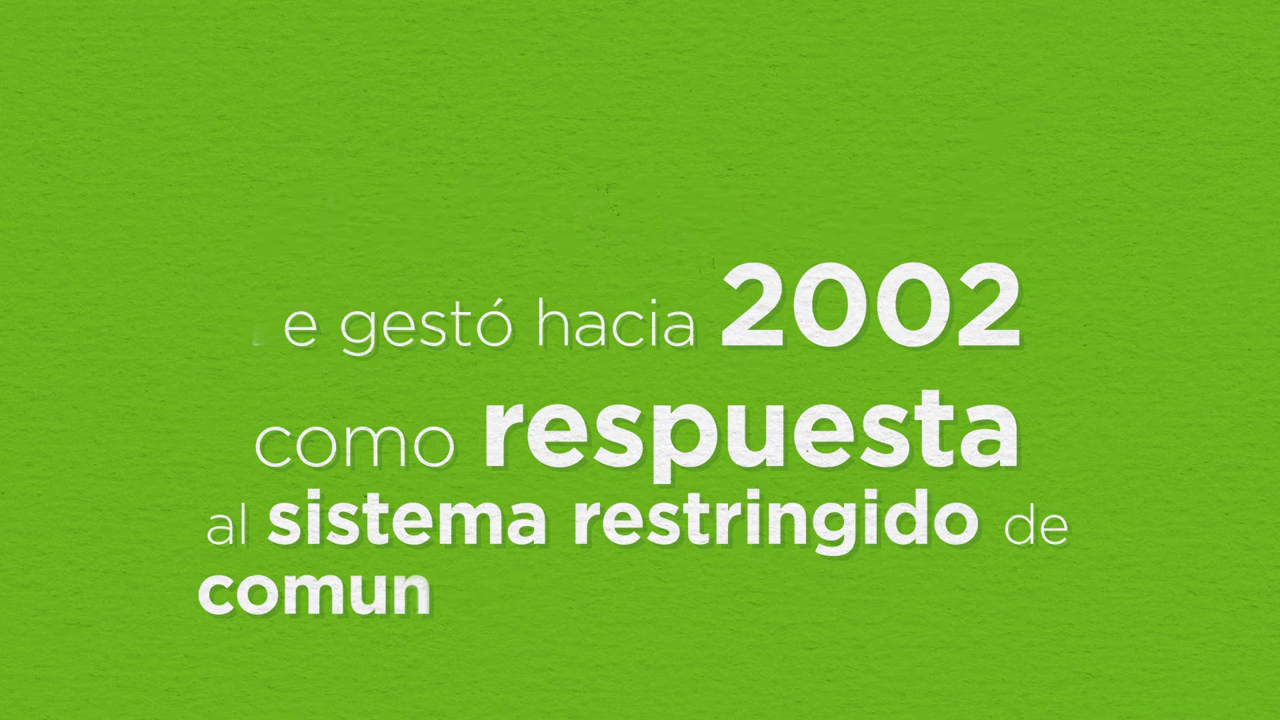 e gestó hacia 2002
como respuesta
al sistema restringido de
comun